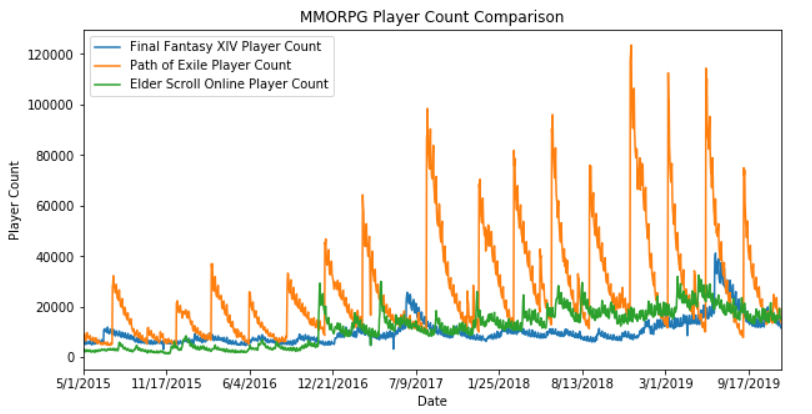 MMORPG Player Count Comparison
Final Fantasy XIV Player Count
Path of Exile Player Count
Elder Scroll Online Player Count
Player Count
120000
100000
80000
60000
40000
20000
0
5/1/2015 11/17/2015 6/4/2016 12/21/2016 7/9/2017 1/25/2018 8/13/2018 3/1/2019 9/17/2019
Date